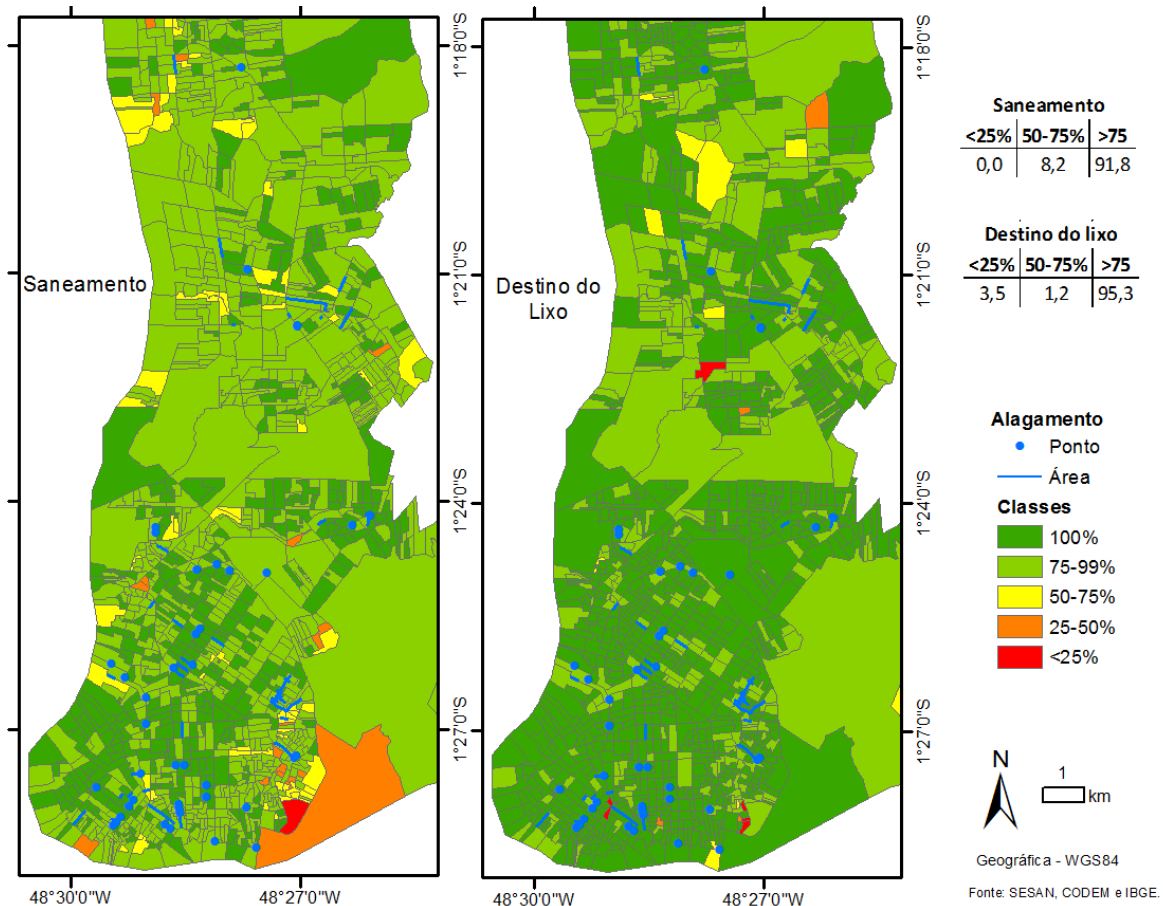 Saneamento
Destino do
Lixo
1°18'0"S
1°21'0"S
1°24'0"S
1°27'0"S
48°30'0"W
48°27'0"W
1°18'0"S
1°21'0"S
1°24'0"S
1°27'0"S
48°30'0"W
48°27'0"W
Saneamento
<25% 50-75% >75
0,0 8,2 91,8
Destino do lixo
<25% 50-75% >75
3,5 1,2 95,3
Alagamento
Ponto
Área
Classes
100%
75-99%
50-75%
25-50%
<25%
N
1
km
Geográfica - WGS84
Fonte: SESAN, CODEM e IBGE.